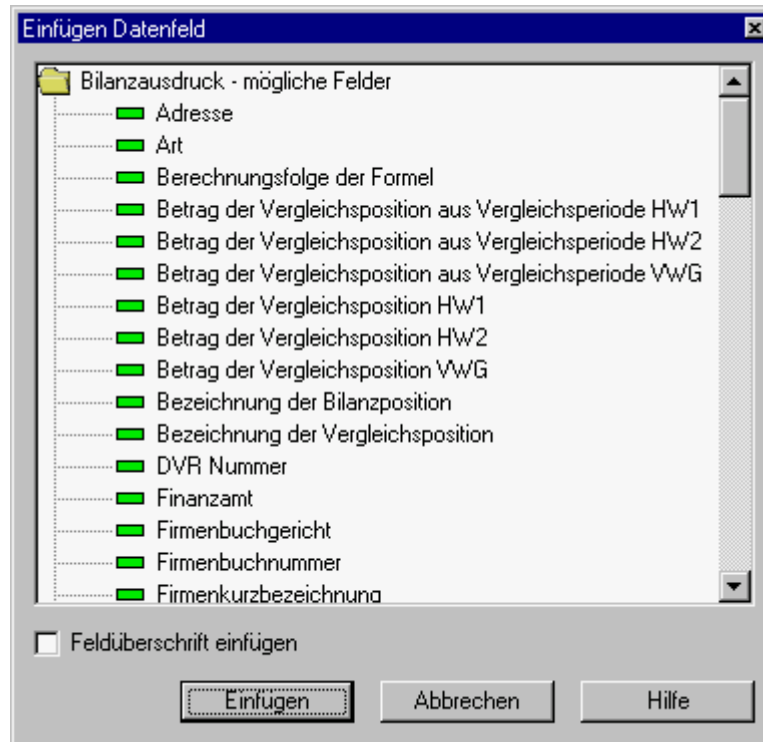 Einfügen Datenfeld
Bilanzausdruck - mögliche Felder
Adresse
Art
Berechnungsfolge der Formel
Betrag der Vergleichsposition aus Vergleichsperiode HW1
Betrag der Vergleichsposition aus Vergleichsperiode HW2
Betrag der Vergleichsposition aus Vergleichsperiode VWG
Betrag der Vergleichsposition HW1
Betrag der Vergleichsposition HW2
Betrag der Vergleichsposition VWG
Bezeichnung der Bilanzposition
Bezeichnung der Vergleichsposition
DVR Nummer
Finanzamt
Firmenbuchgericht
Firmenbuchnummer
Firmenkurzbezeichnung
Feldüberschrift einfügen
Einfügen Abbrechen Hilfe